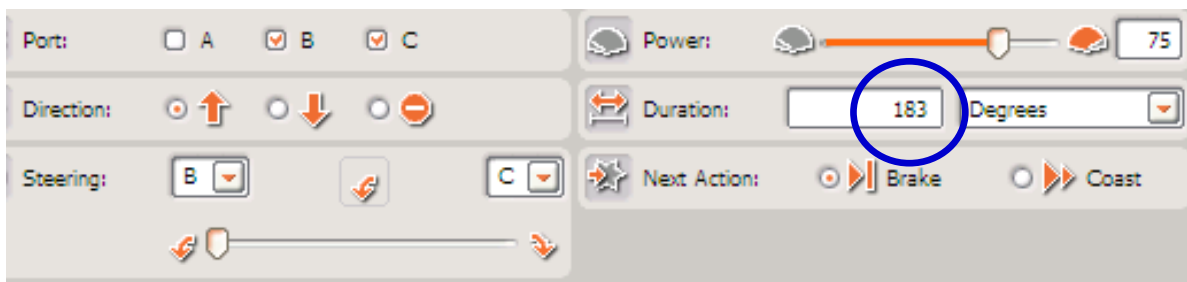 Port: A B C
Power: 75
Direction:
Duration: 183 Degrees
Steering: B C
Next Action: Brake Coast